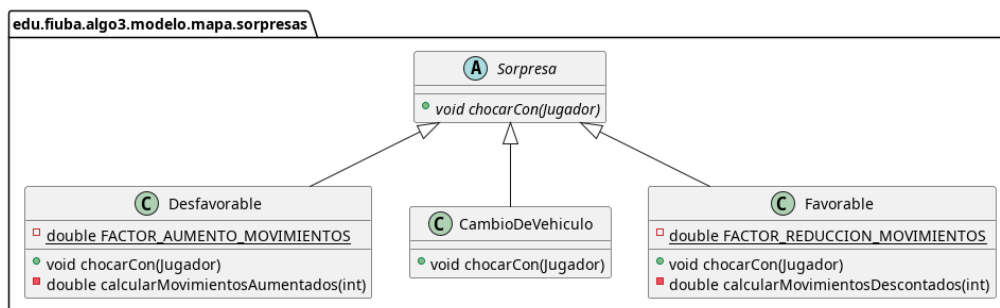 edu.fiuba.algo3.modelo.mapa.sorpresas
A Sorpresa
void chocarCon(Jugador)
C Desfavorable
double FACTOR_AUMENTO_MOVIMIENTOS
void chocarCon(Jugador)
double calcularMovimientosAumentados(int)
C CambioDeVehiculo
void chocarCon(Jugador)
C Favorable
double FACTOR_REDUCCION_MOVIMIENTOS
void chocarCon(Jugador)
double calcularMovimientosDescontados(int)